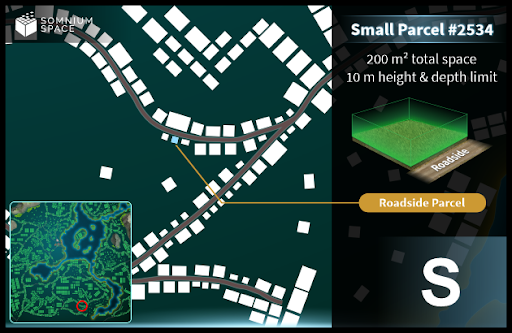 SOMNIUM
SPACE
Small Parcel #2534
200 m² total space
10 m height & depth limit
Roadside
Roadside Parcel
S